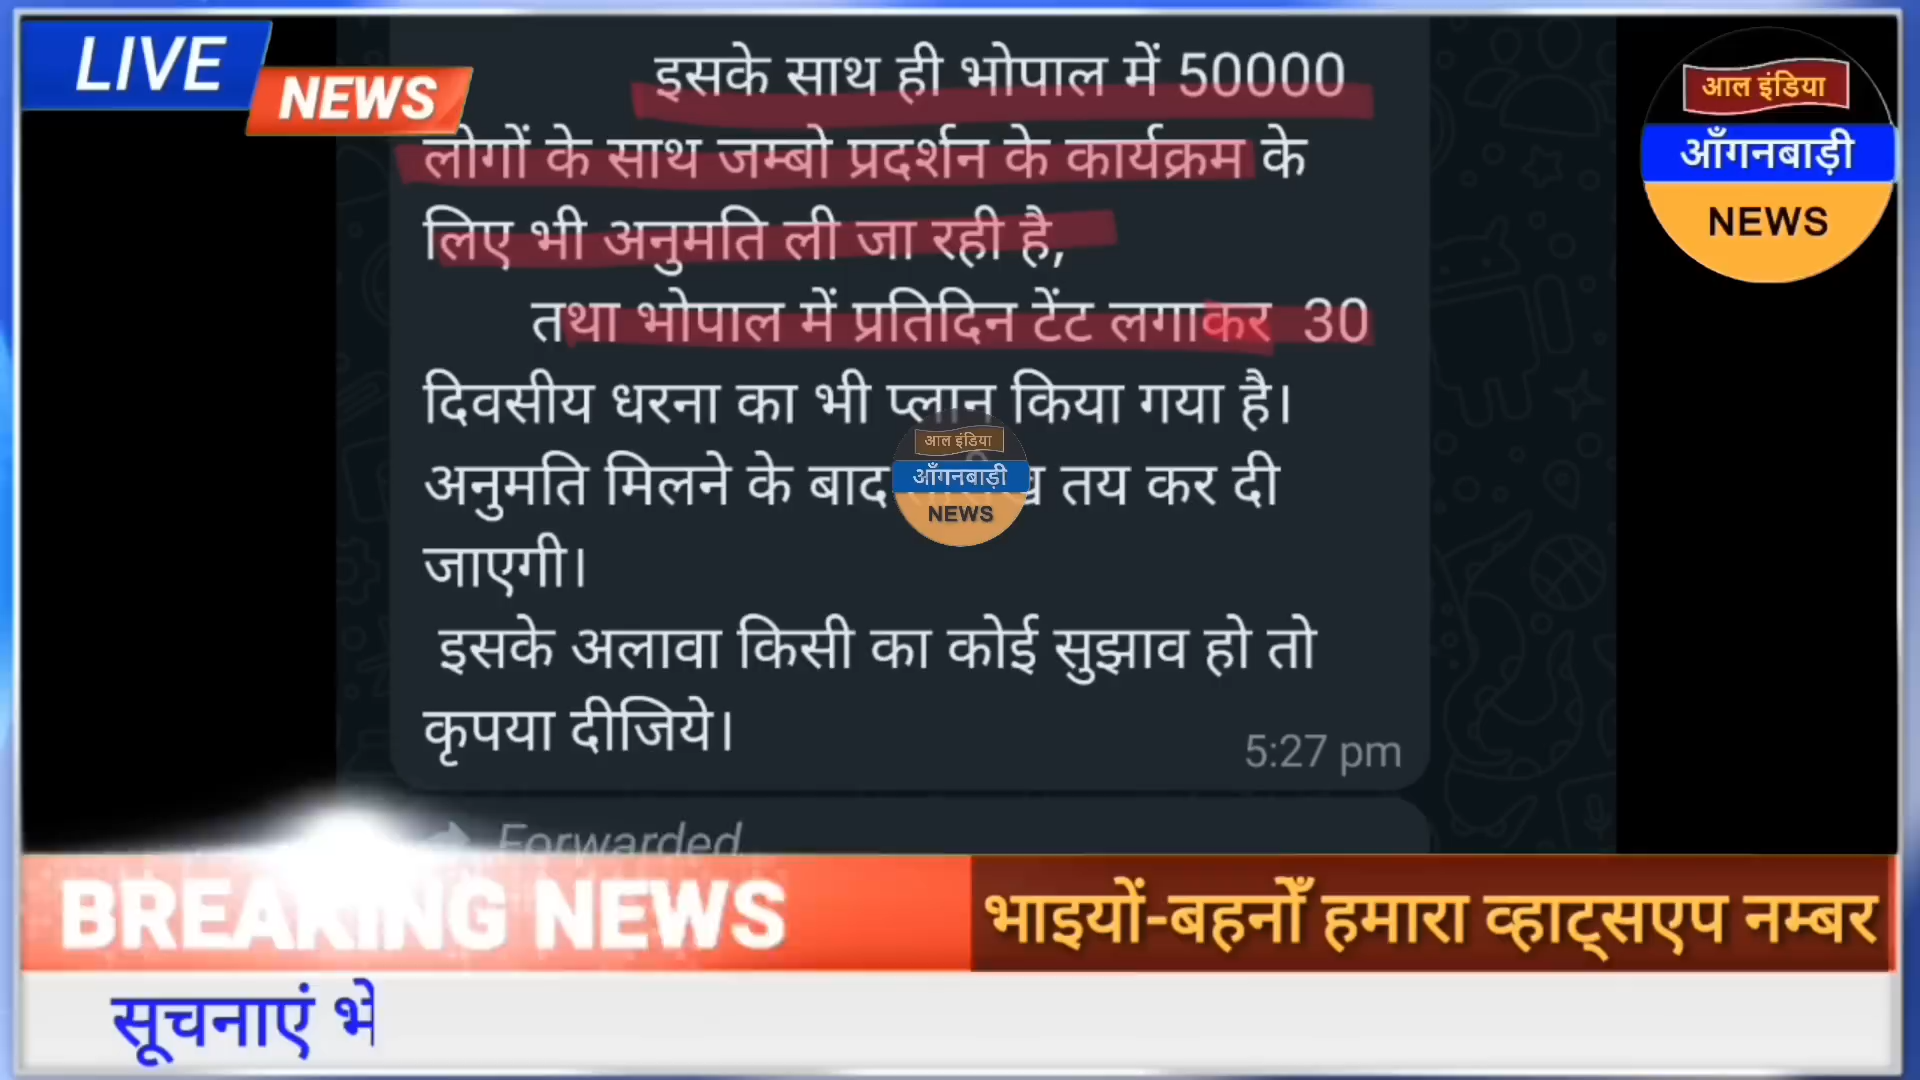 LIVE
NEWS
आल इंडिया
आँगनबाड़ी
NEWS
इसके साथ ही भोपाल में 50000
लोगों के साथ जम्बो प्रदर्शन के कार्यक्रम के
लिए भी अनुमति ली जा रही है,
तथा भोपाल में प्रतिदिन टेंट लगाकर 30
दिवसीय धरना का भी प्लान किया गया है।
अनुमति मिलने के बाद तय कर दी
जाएगी।
इसके अलावा किसी का कोई सुझाव हो तो
कृपया दीजिये।
5:27 pm
आल इंडिया
आँगनबाड़ी
NEWS
Forwarded
BREAKING NEWS
भाइयों-बहनोँ हमारा व्हाट्सएप नम्बर
सूचनाएं भे